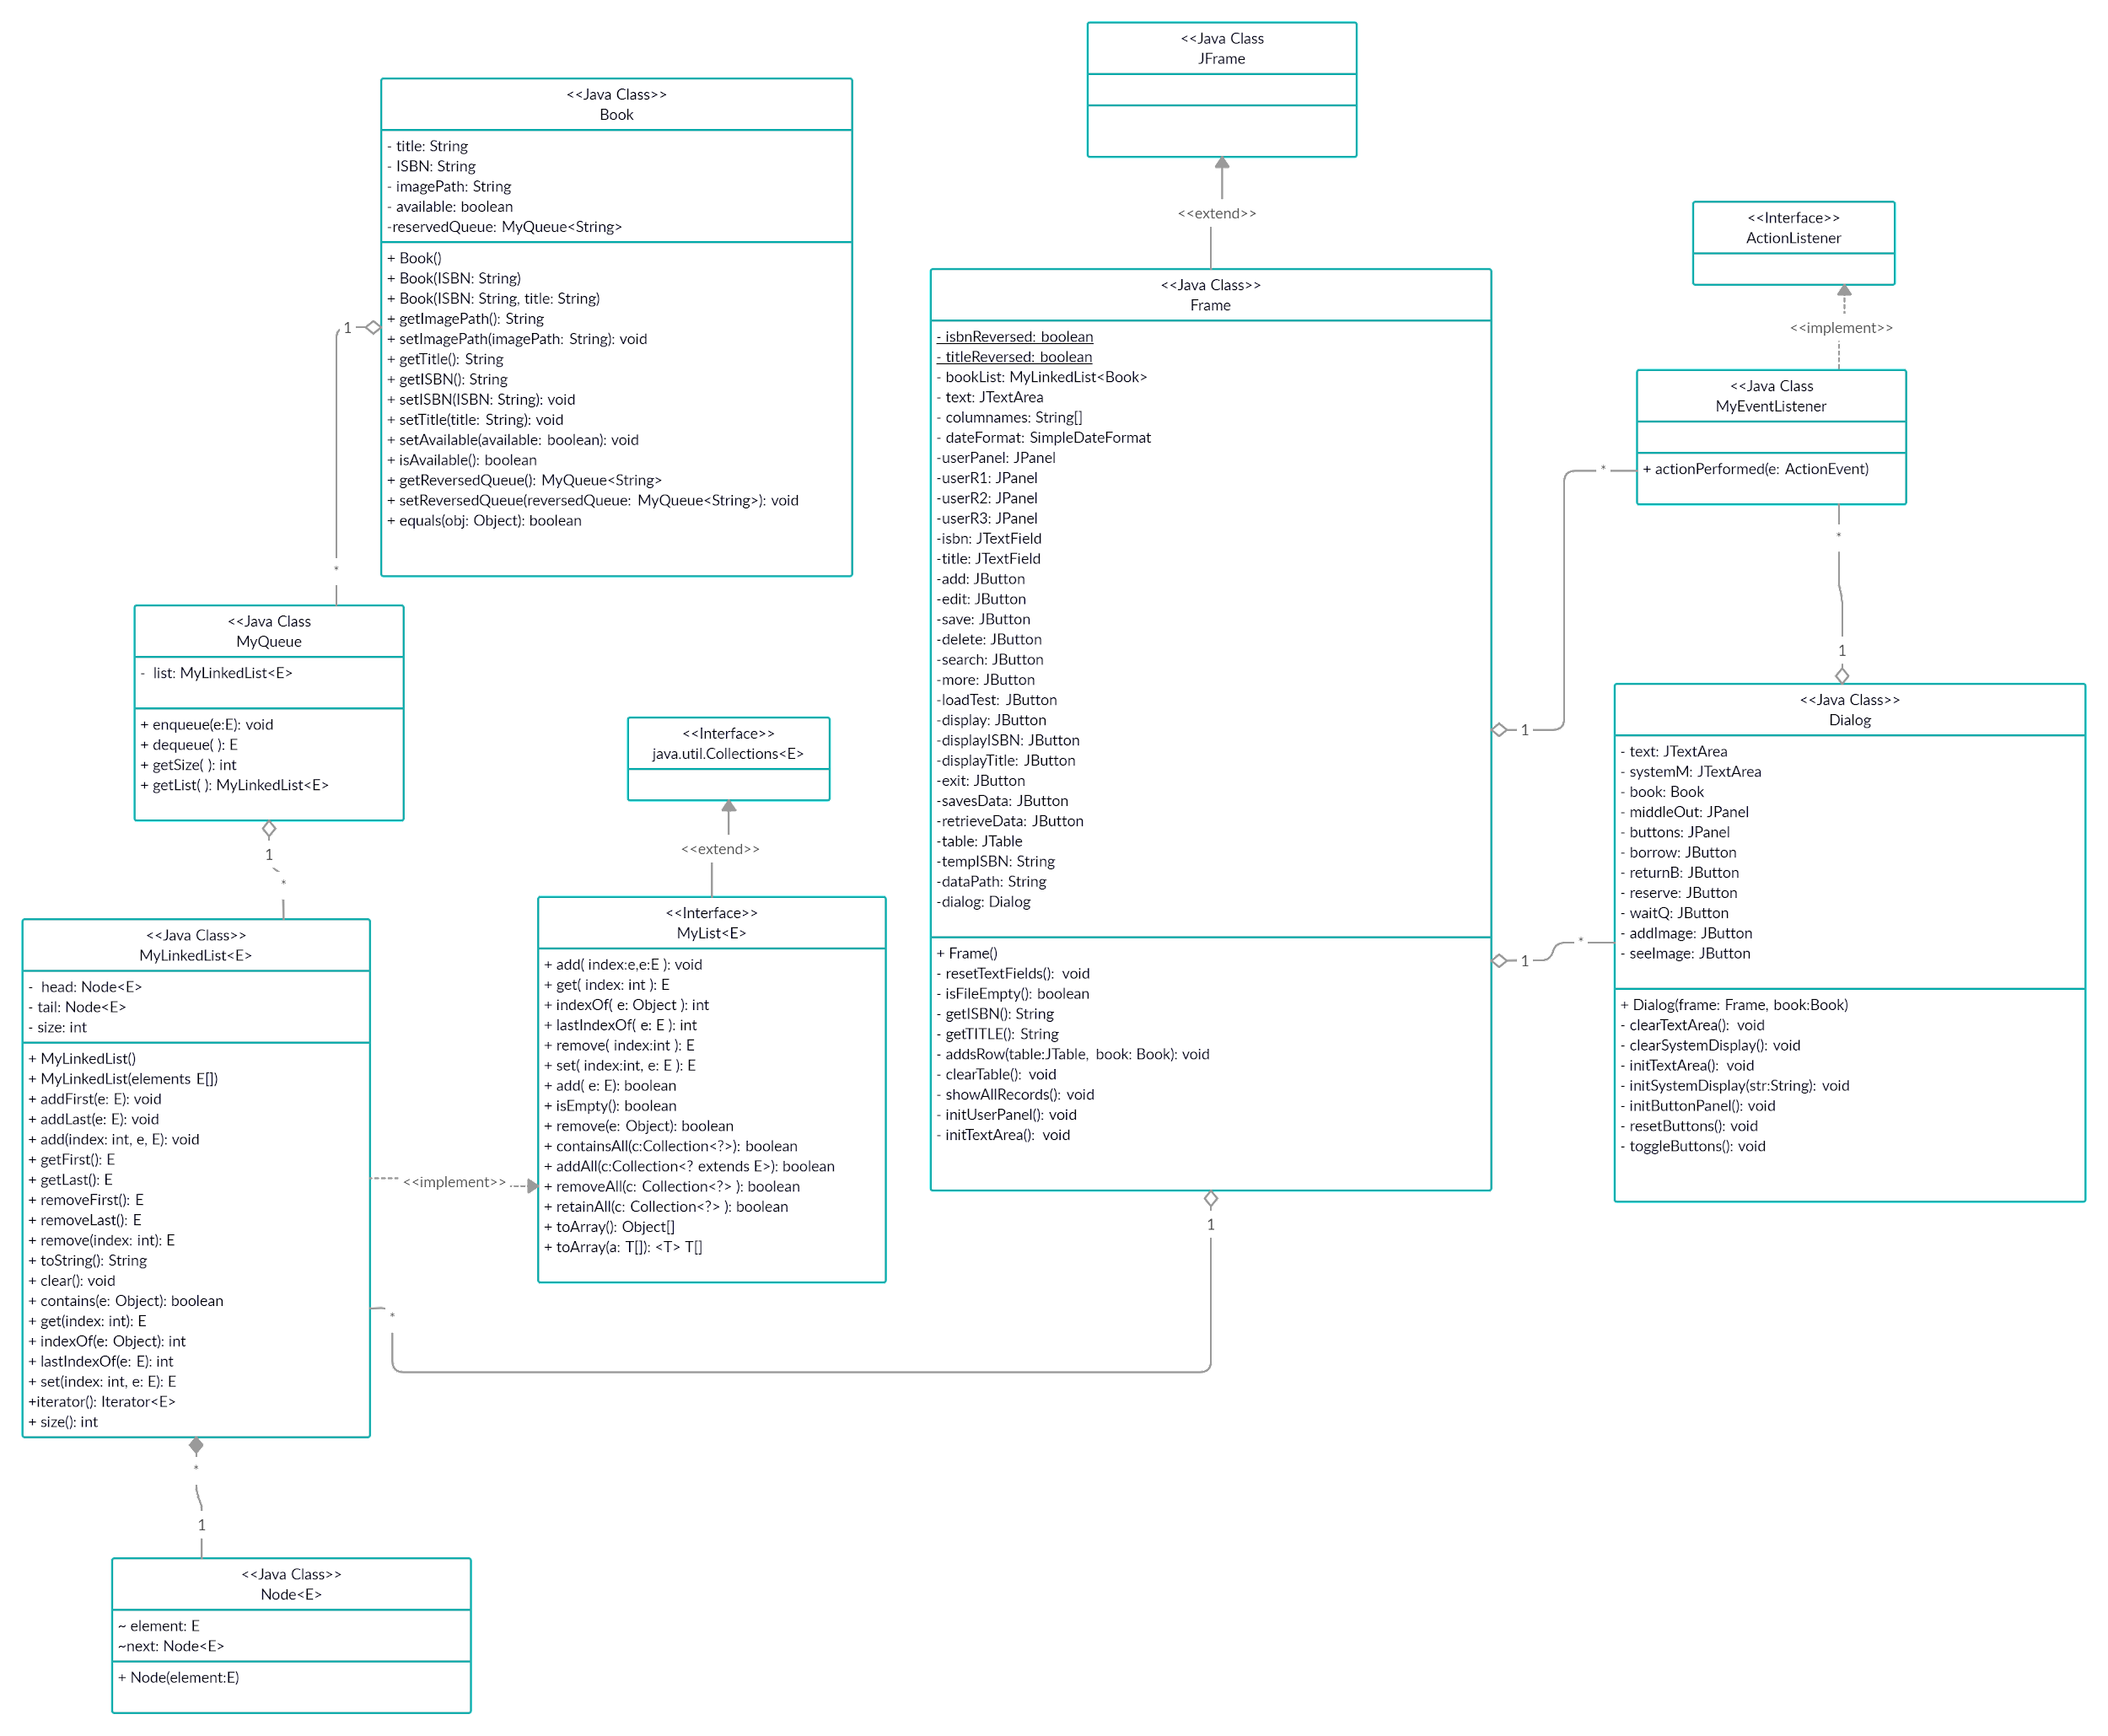 <<Java Class
JFrame
<<extend>>
<<Java Class>>
Book
- title: String
- ISBN: String
- imagePath: String
- available: boolean
-reservedQueue: MyQueue<String>
+ Book()
+ Book(ISBN: String)
+ Book(ISBN: String, title: String)
+ getImagePath(): String
+ setImagePath(imagePath: String): void
+ getTitle(): String
+ getISBN(): String
+ setISBN(ISBN: String): void
+ setTitle(title: String): void
+ setAvailable(available: boolean): void
+ isAvailable(): boolean
+ getReversedQueue(): MyQueue<String>
+ setReversedQueue(reversedQueue: MyQueue<String>): void
+ equals(obj: Object): boolean
1
*
<<Interface>>
ActionListener
<<implement>>
<<Java Class
MyEventListener
+ actionPerformed(e: ActionEvent)
*
*
1
<<Java Class>>
Frame
- isbnReversed: boolean
- titleReversed: boolean
- bookList: MyLinkedList<Book>
- text: JTextArea
- columnames: String[]
- dateFormat: SimpleDateFormat
-userPanel: JPanel
-userR1: JPanel
-userR2: JPanel
-userR3: JPanel
-isbn: JTextField
-title: JTextField
-add: JButton
-edit: JButton
-save: JButton
-delete: JButton
-search: JButton
-more: JButton
-loadTest: JButton
-display: JButton
-displayISBN: JButton
-displayTitle: JButton
-exit: JButton
-savesData: JButton
-retrieveData: JButton
-table: JTable
-tempISBN: String
-dataPath: String
-dialog: Dialog
+ Frame()
- resetTextFields(): void
- isFileEmpty(): boolean
- getISBN(): String
- getTITLE(): String
- addsRow(table:JTable, book: Book): void
- clearTable(): void
- showAllRecords(): void
- initUserPanel(): void
- initTextArea(): void
1
1
*
1
<<Java Class>>
Dialog
- text: JTextArea
- systemM: JTextArea
- book: Book
- middleOut: JPanel
- buttons: JPanel
- borrow: JButton
- returnB: JButton
- reserve: JButton
- waitQ: JButton
- addImage: JButton
- seeImage: JButton
+ Dialog(frame: Frame, book:Book)
- clearTextArea(): void
- clearSystemDisplay(): void
- initTextArea(): void
- initSystemDisplay(str:String): void
- initButtonPanel(): void
- resetButtons(): void
- toggleButtons(): void
<<Java Class
MyQueue
- list: MyLinkedList<E>
+ enqueue(e:E): void
+ dequeue( ): E
+ getSize( ): int
+ getList( ): MyLinkedList<E>
1
*
<<Interface>>
java.util.Collections<E>
<<extend>>
<<Interface>>
MyList<E>
+ add( index:e,e:E ): void
+ get( index: int ): E
+ indexOf( e: Object ): int
+ lastIndexOf( e: E ): int
+ remove( index:int ): E
+ set( index:int, e: E ): E
+ add( e: E): boolean
+ isEmpty(): boolean
+ remove(e: Object): boolean
+ containsAll(c:Collection<?>): boolean
+ addAll(c:Collection<? extends E>): boolean
+ removeAll(c: Collection<?> ): boolean
+ retainAll(c: Collection<?> ): boolean
+ toArray(): Object[]
+ toArray(a: T[]): <T> T[]
<<Java Class>>
MyLinkedList<E>
- head: Node<E>
- tail: Node<E>
- size: int
+ MyLinkedList()
+ MyLinkedList(elements E[])
+ addFirst(e: E): void
+ addLast(e: E): void
+ add(index: int, e, E): void
+ getFirst(): E
+ getLast(): E
+ removeFirst(): E
+ removeLast(): E
+ remove(index: int): E
+ toString(): String
+ clear(): void
+ contains(e: Object): boolean
+ get(index: int): E
+ indexOf(e: Object): int
+ lastIndexOf(e: E): int
+ set(index: int, e: E): E
+iterator(): Iterator<E>
+ size(): int
<<implement>>
*
*
1
<<Java Class>>
Node<E>
~ element: E
~next: Node<E>
+ Node(element:E)